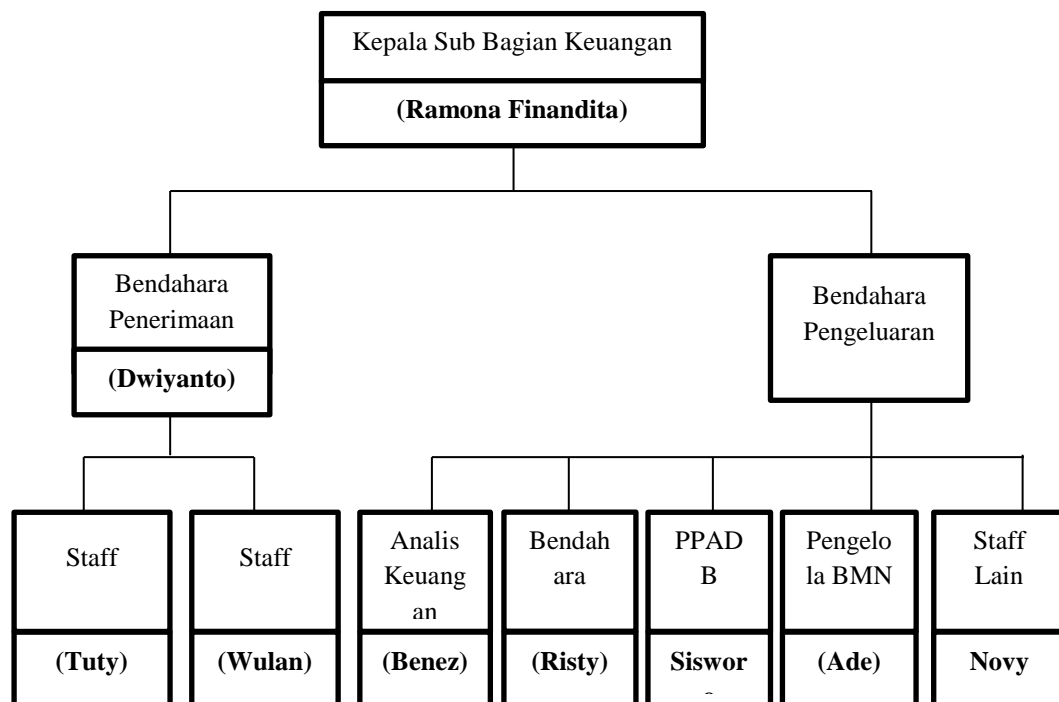 Kepala Sub Bagian Keuangan
(Ramona Finandita)
Bendahara
Penerimaan
(Dwiyanto)
Bendahara
Pengeluaran
Staff
(Tuty)
Staff
(Wulan)
Analis
Keuang
an
(Benez)
Bendah
ara
(Risty)
PPAD
B
Siswor
Pengelo
la BMN
(Ade)
Staff
Lain
Novy